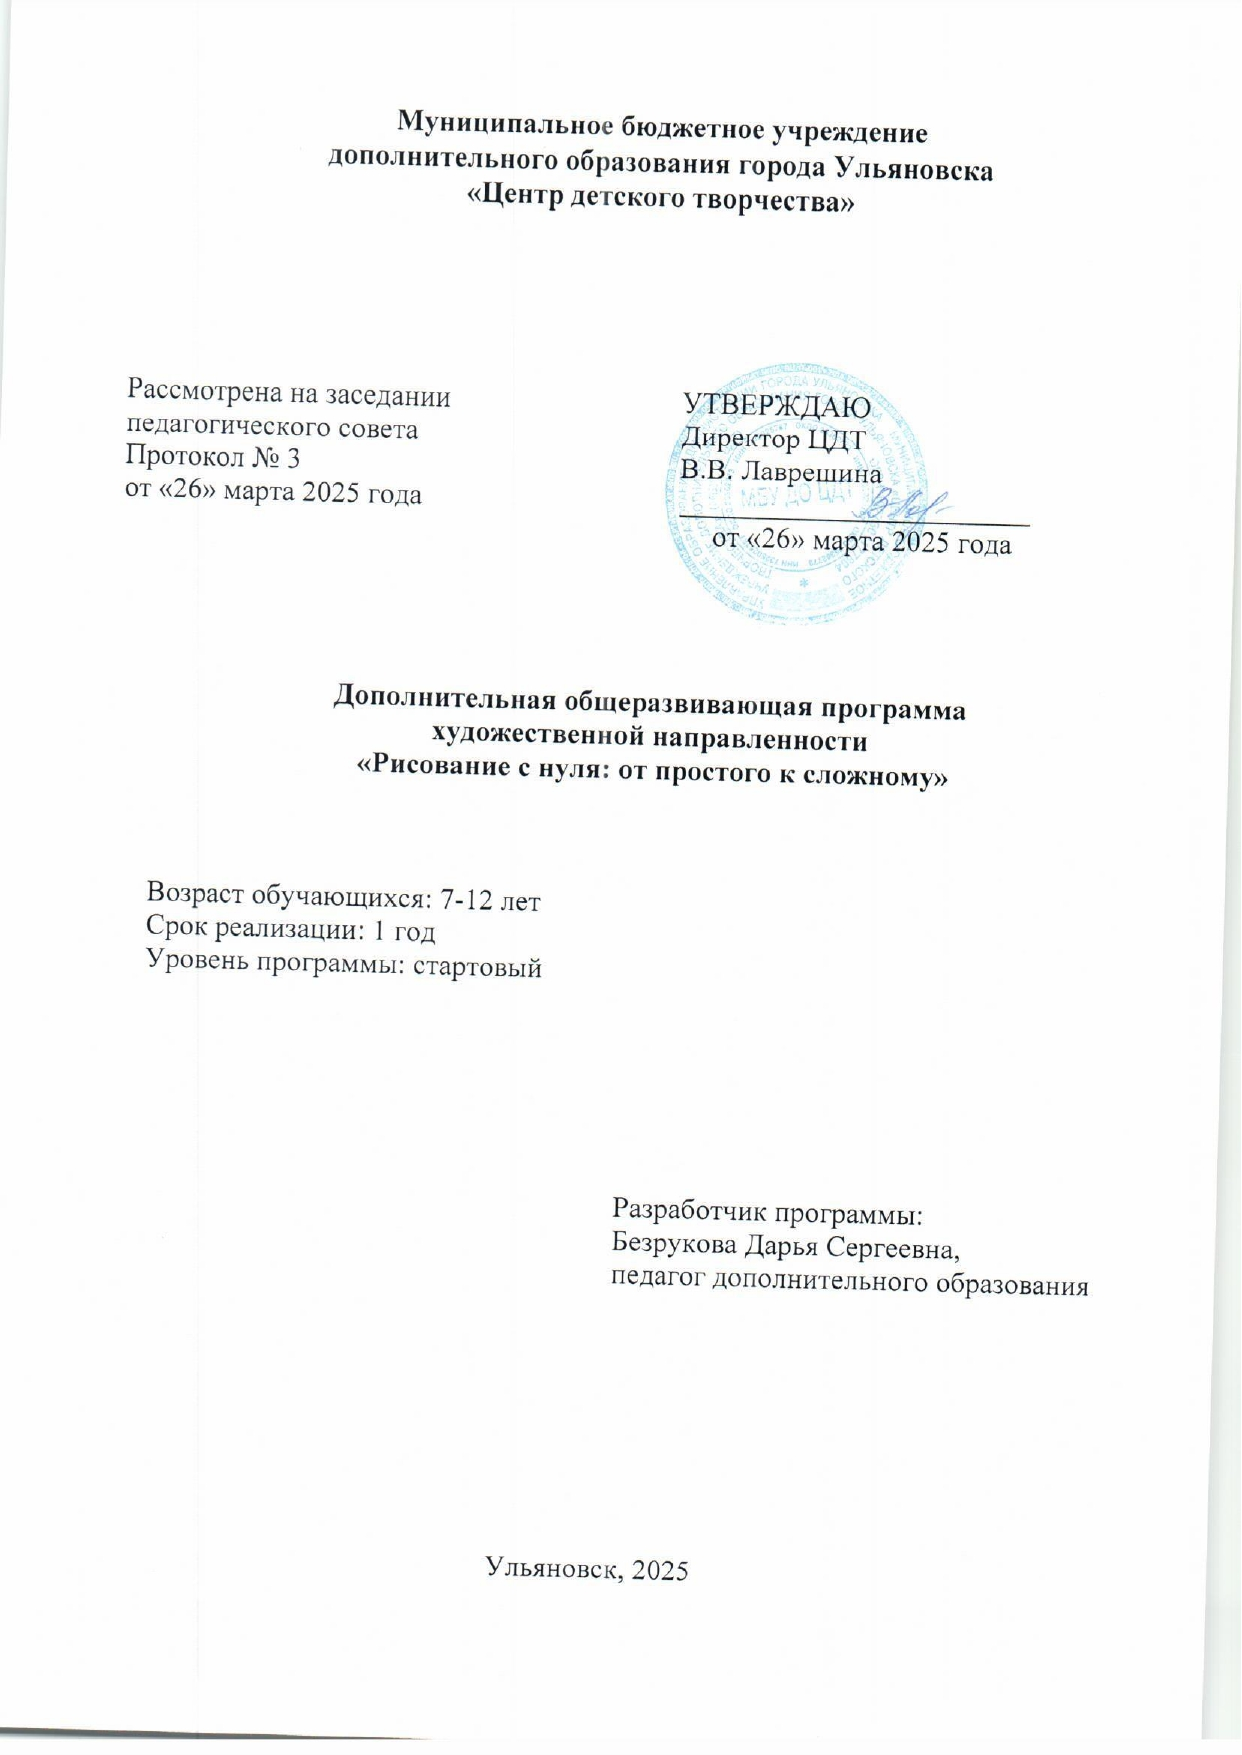 Муниципальное бюджетное учреждение
дополнительного образования города Ульяновска
«Центр детского творчества»
Рассмотрена на заседании
педагогического совета
Протокол № 3
от «26» марта 2025 года
УТВЕРЖДАЮ
Директор ЦДТ
В.В. Лаврешина
МБУ ДО ЦДТ
от «26» марта 2025 года
Дополнительная общеразвивающая программа
художественной направленности
«Рисование с нуля: от простого к сложному»
Возраст обучающихся: 7-12 лет
Срок реализации: 1 год
Уровень программы: стартовый
Разработчик программы:
Безрукова Дарья Сергеевна,
педагог дополнительного образования
Ульяновск, 2025